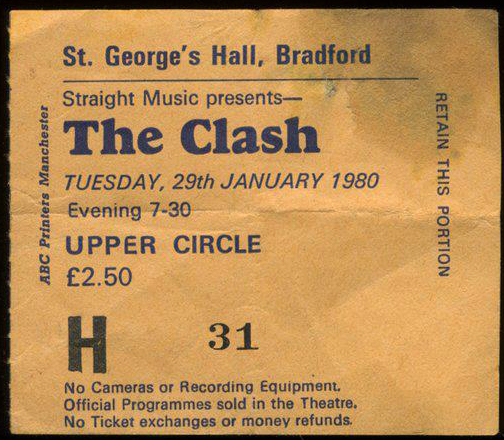 St. George's Hall, Bradford
Straight Music presents—
The Clash
TUESDAY, 29th JANUARY 1980
Evening 7-30
UPPER CIRCLE
£2.50
H 31
No Cameras or Recording Equipment.
Official Programmes sold in the Theatre.
No Ticket exchanges or money refunds.
ABC Printers Manchester
RETAIN THIS PORTION